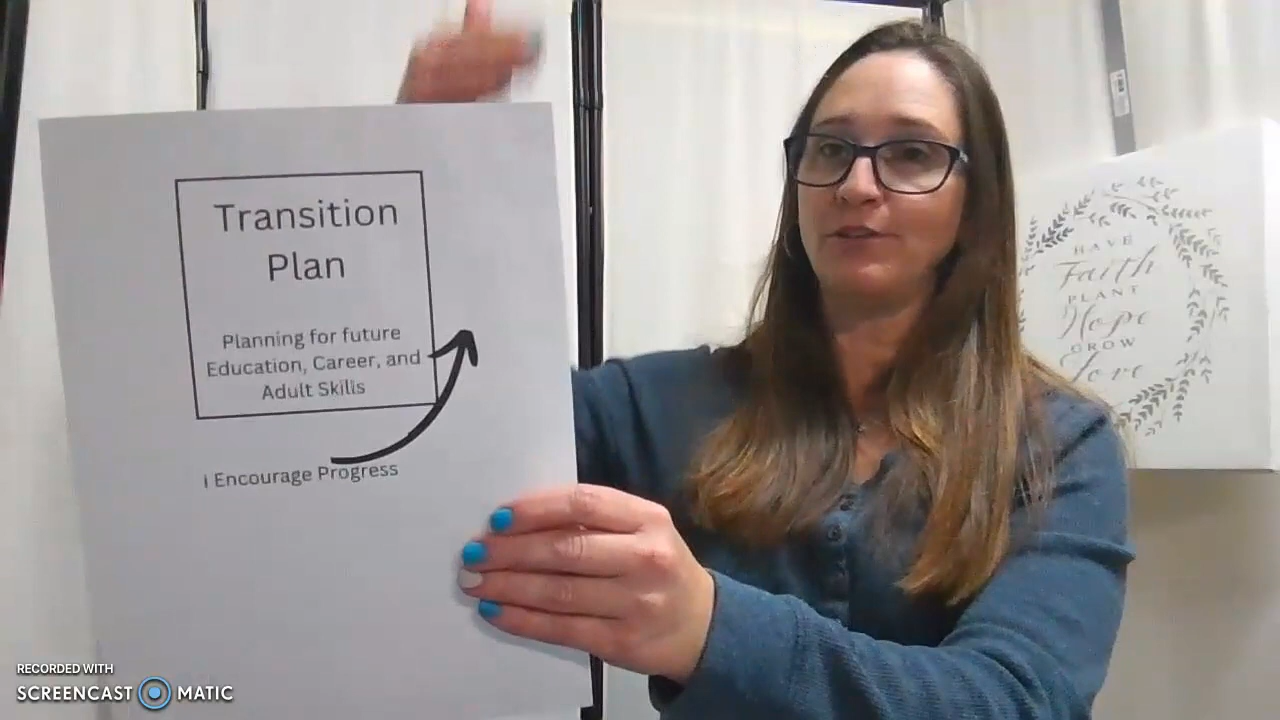 Transition
Plan
Planning for future
Education, Career, and
Adult Skills
i Encourage Progress
HAVE
Faith
PLANT
Hope
GROW
Love
RECORDED WITH
SCREENCAST MATIC